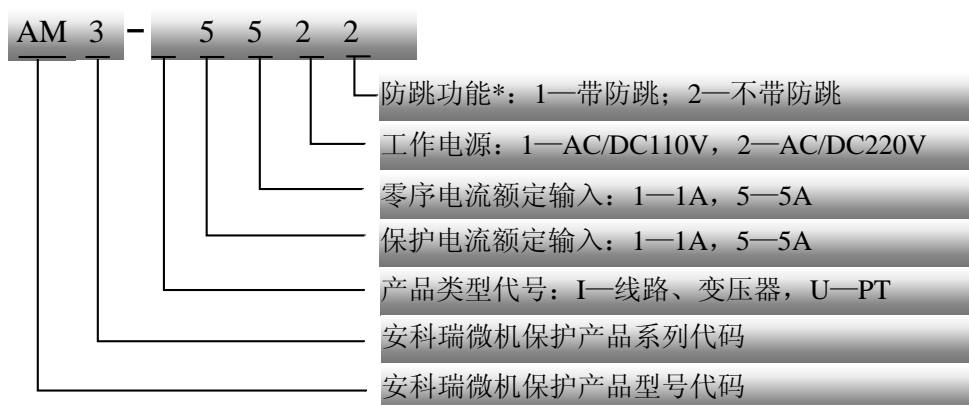 AM 3 - 5 5 2 2
防跳功能*：1—带防跳；2—不带防跳
工作电源：1—AC/DC110V，2—AC/DC220V
零序电流额定输入：1—1A，5—5A
保护电流额定输入：1—1A，5—5A
产品类型代号：I—线路、变压器，U—PT
安科瑞微机保护产品系列代码
安科瑞微机保护产品型号代码